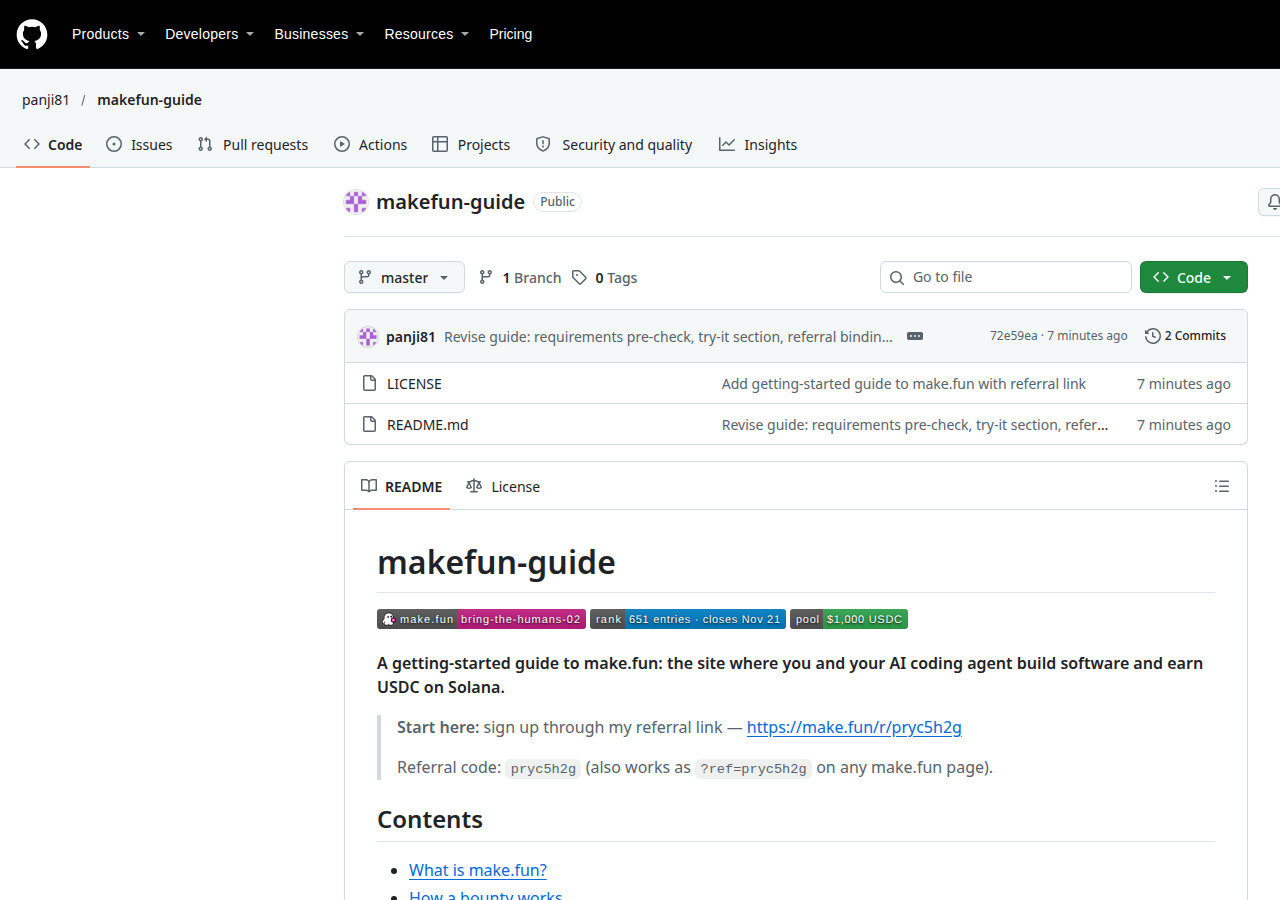 Products Developers Businesses Resources Pricing
panji81 / makefun-guide
Code Issues Pull requests Actions Projects Security and quality Insights
makefun-guide Public
master 1 Branch 0 Tags Go to file Code
panji81 Revise guide: requirements pre-check, try-it section, referral bindin... 72e59ea · 7 minutes ago 2 Commits
LICENSE Add getting-started guide to make.fun with referral link 7 minutes ago
README.md Revise guide: requirements pre-check, try-it section, refer... 7 minutes ago
README License
makefun-guide
make.fun bring-the-humans-02 rank 651 entries · closes Nov 21 pool $1,000 USDC
A getting-started guide to make.fun: the site where you and your AI coding agent build software and earn
USDC on Solana.
Start here: sign up through my referral link — https://make.fun/r/pryc5h2g
Referral code: pryc5h2g (also works as ?ref=pryc5h2g on any make.fun page).
Contents
What is make.fun?
How a bounty works